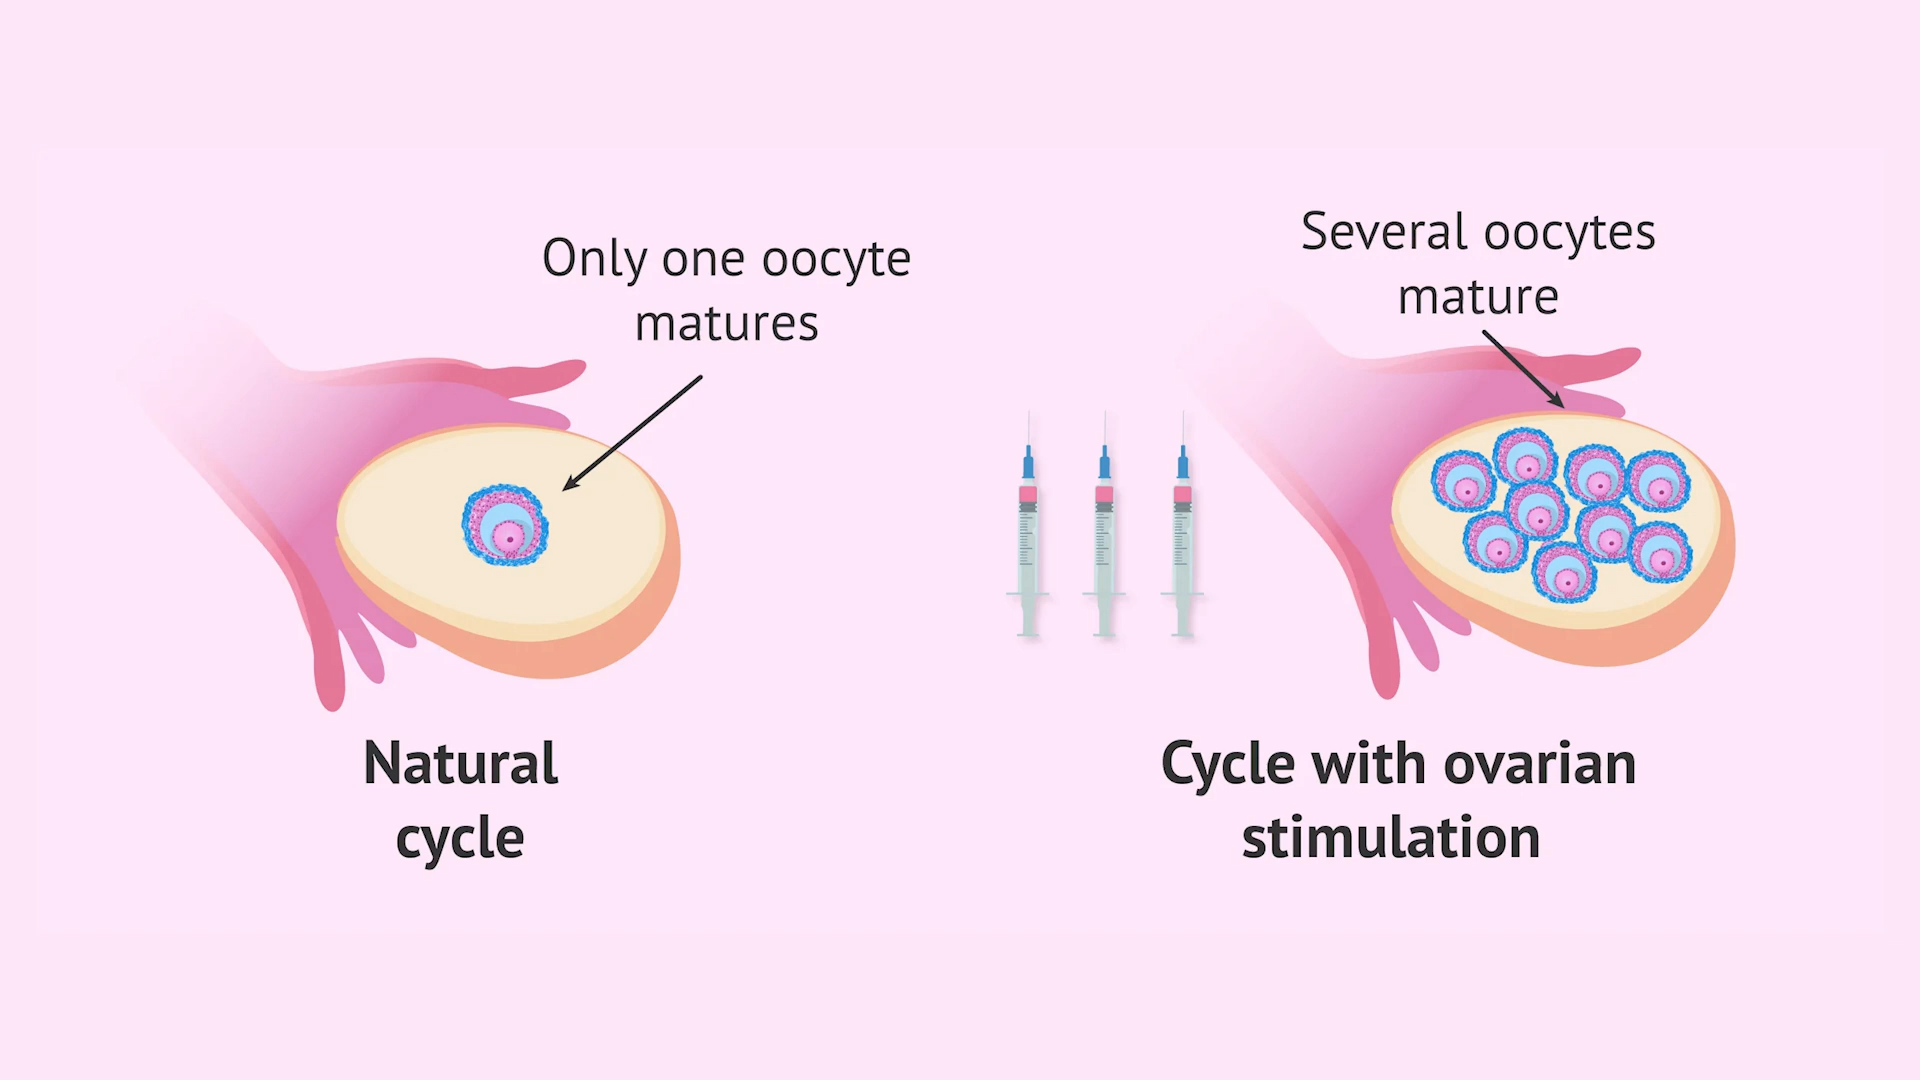 Only one oocyte
matures
Several oocytes
mature
Natural
cycle
Cycle with ovarian
stimulation